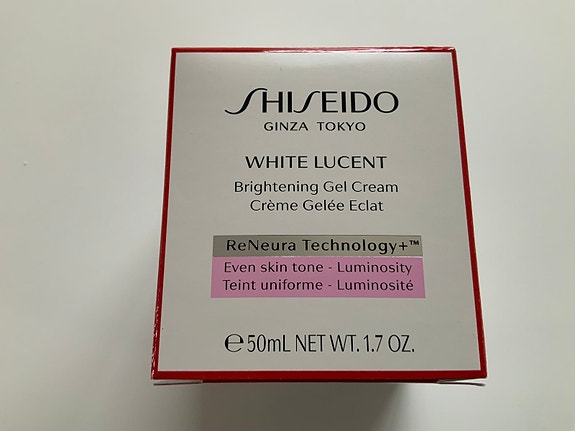 SHISEIDO
GINZA TOKYO
WHITE LUCENT
Brightening Gel Cream
Crème Gelée Eclat
ReNeura Technology+™
Even skin tone - Luminosity
Teint uniforme - Luminosité
℮50mL NET WT. 1.7 OZ.